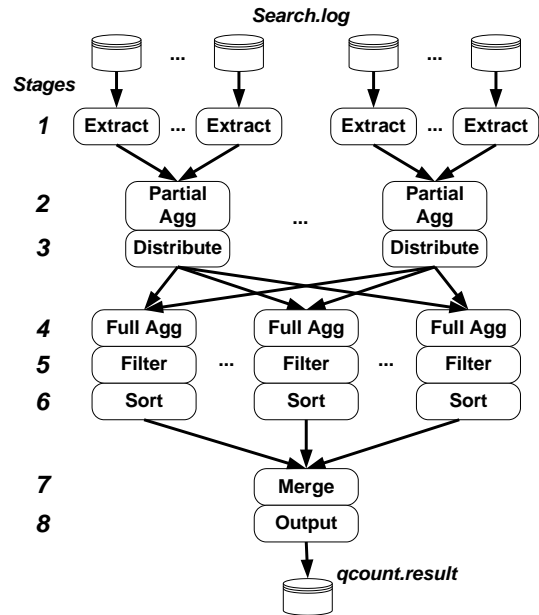 Search.log
... ... 
Stages
1 Extract ... Extract Extract ... Extract
2 Partial Agg Partial Agg
...
3 Distribute Distribute
4 Full Agg Full Agg Full Agg
5 Filter ... Filter ... Filter
6 Sort Sort Sort
7 Merge
8 Output
qcount.result